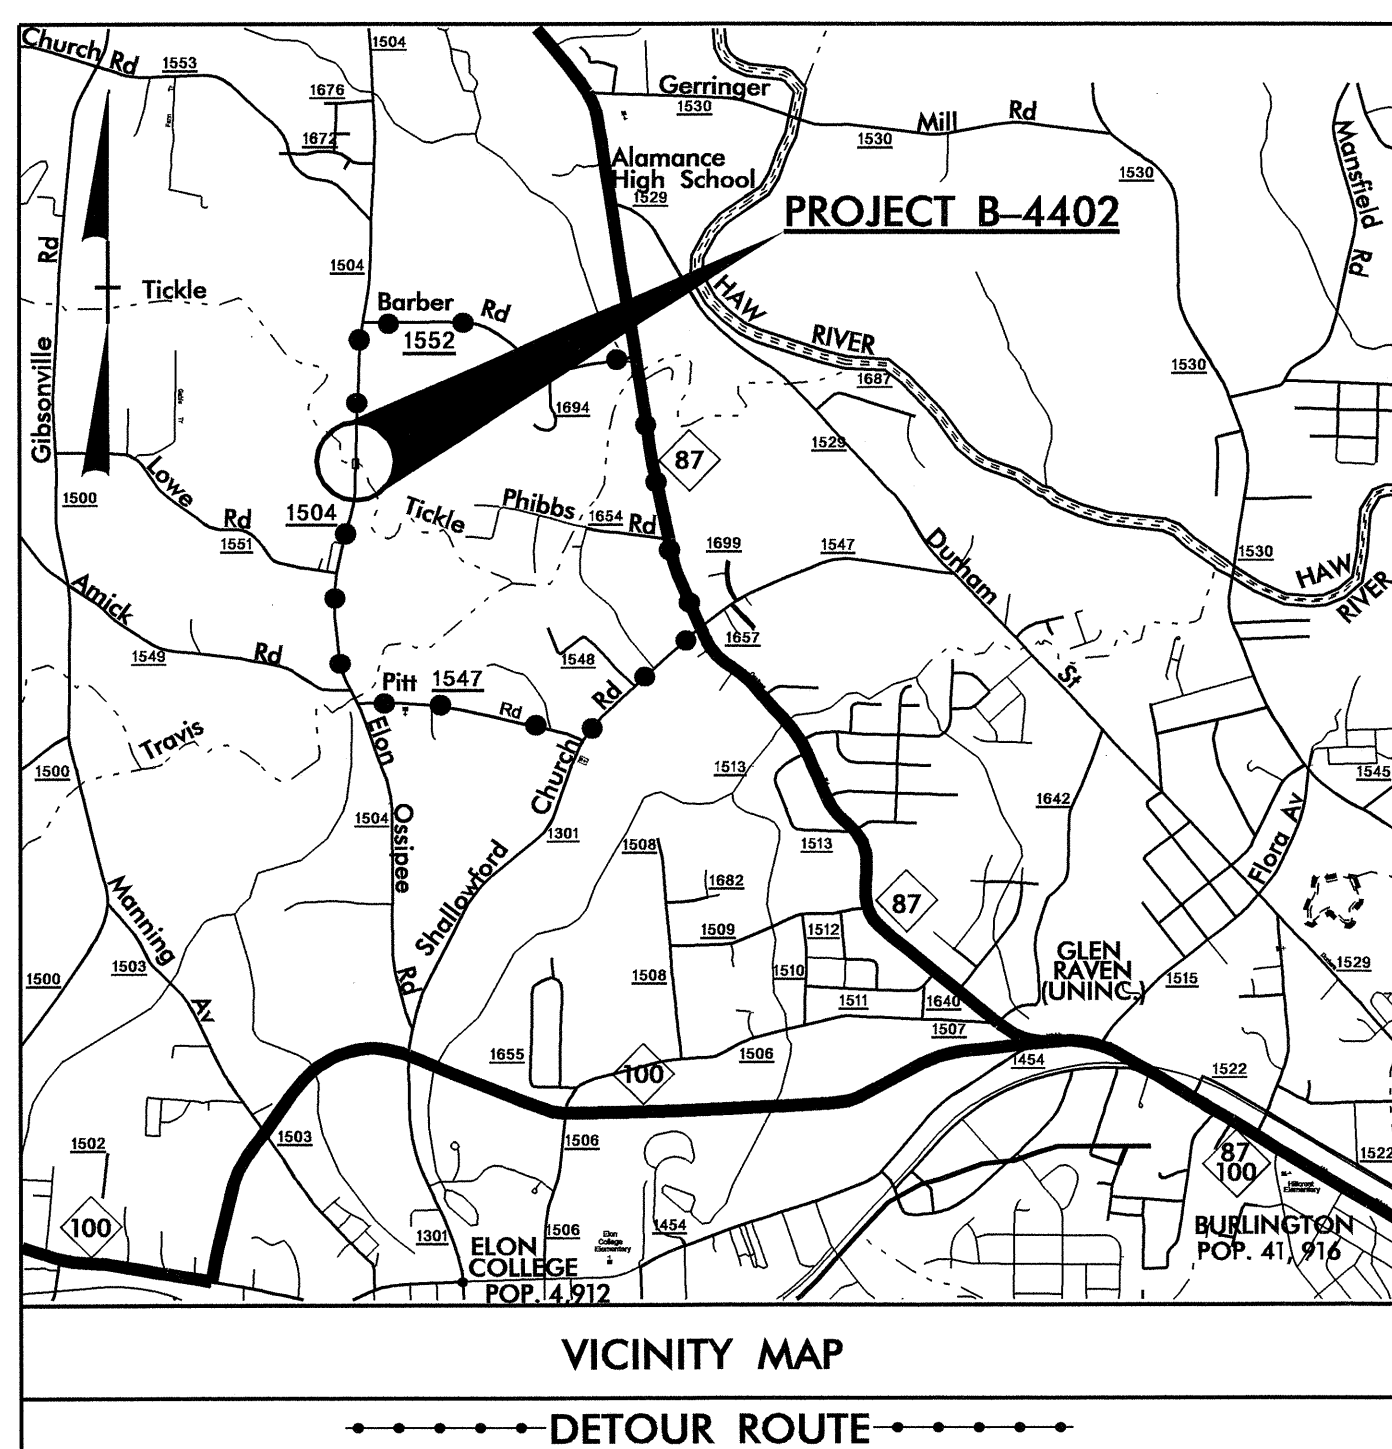 Church Rd
1553
1504
1676
1672
Gerringer
1530
Mill Rd
1530
1530
Mansfield Rd
Alamance
High School
1529
PROJECT B–4402
1504
Tickle
Gibsonville Rd
Barber Rd
1552
HAW RIVER
1687
1530
1694
1529
87
1500
Lowe Rd
1551
1504
Tickle
Phibbs Rd
1654
1699
1547
Durham St
1530
HAW
RIVER
Amick Rd
1549
1657
1548
Pitt Rd
1547
Travis
1500
Elon Ossipee Rd
1504
Shallowford Church Rd
1301
1513
1513
1642
1545
Flora Av
1508
1682
87
1509
1512
1508
1510
1511
1640
1507
GLEN
RAVEN
(UNINC.)
1515
1529
Manning Av
1503
1500
1655
100
1506
1454
1522
1502
1503
1506
87
100
1522
Hillcrest
Elementary
100
1301
1506
1454
Elon
College
Elementary
ELON
COLLEGE
POP. 4,912
BURLINGTON
POP. 41, 916
VICINITY MAP
DETOUR ROUTE